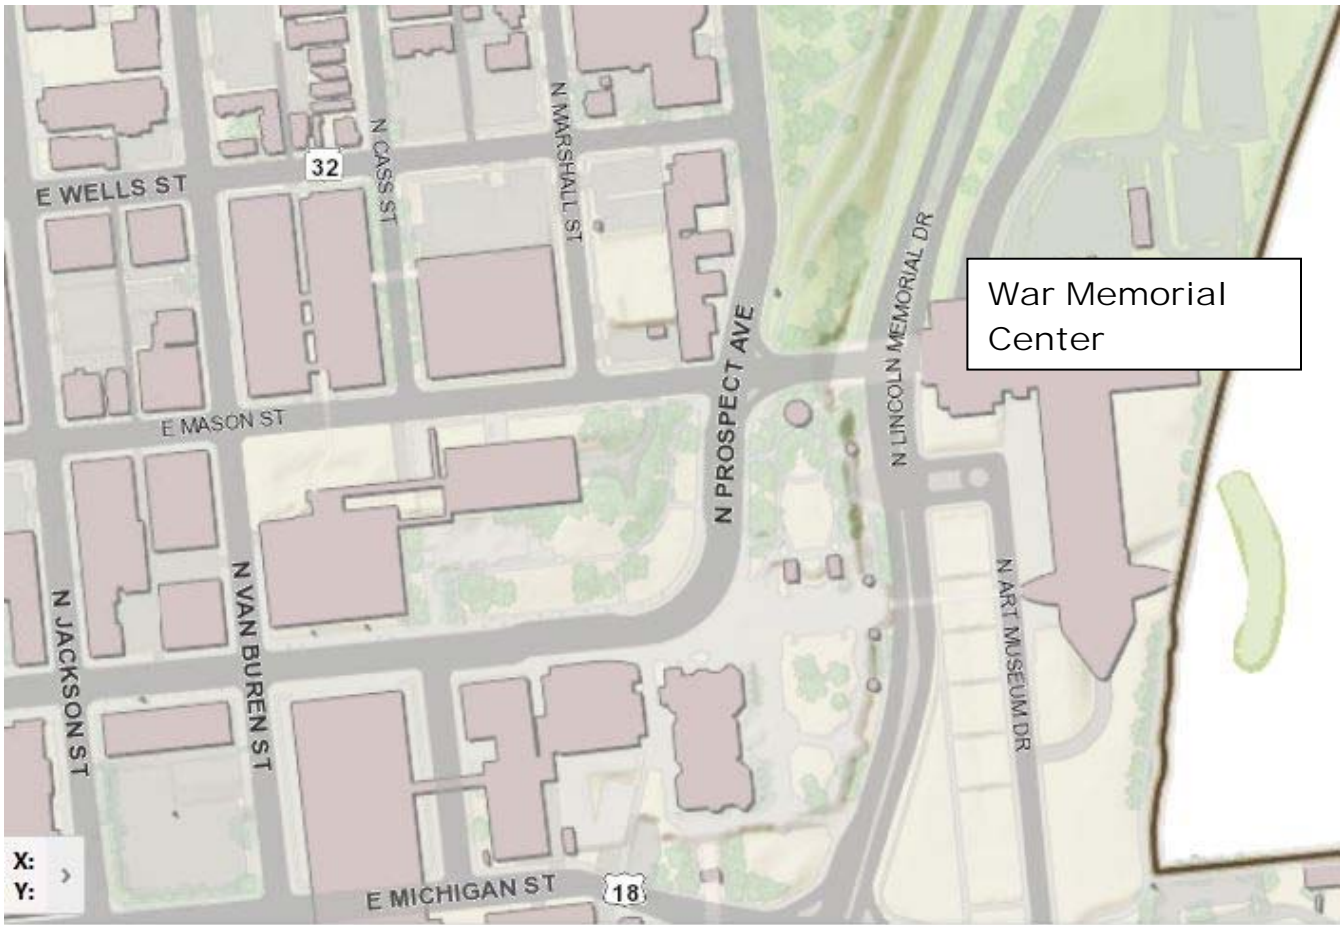 N MARSHALL ST
N CASS ST
32
E WELLS ST
N LINCOLN MEMORIAL DR
War Memorial
Center
N PROSPECT AVE
E MASON ST
N VAN BUREN ST
N ART MUSEUM DR
N JACKSON ST
X:
Y:
E MICHIGAN ST
18